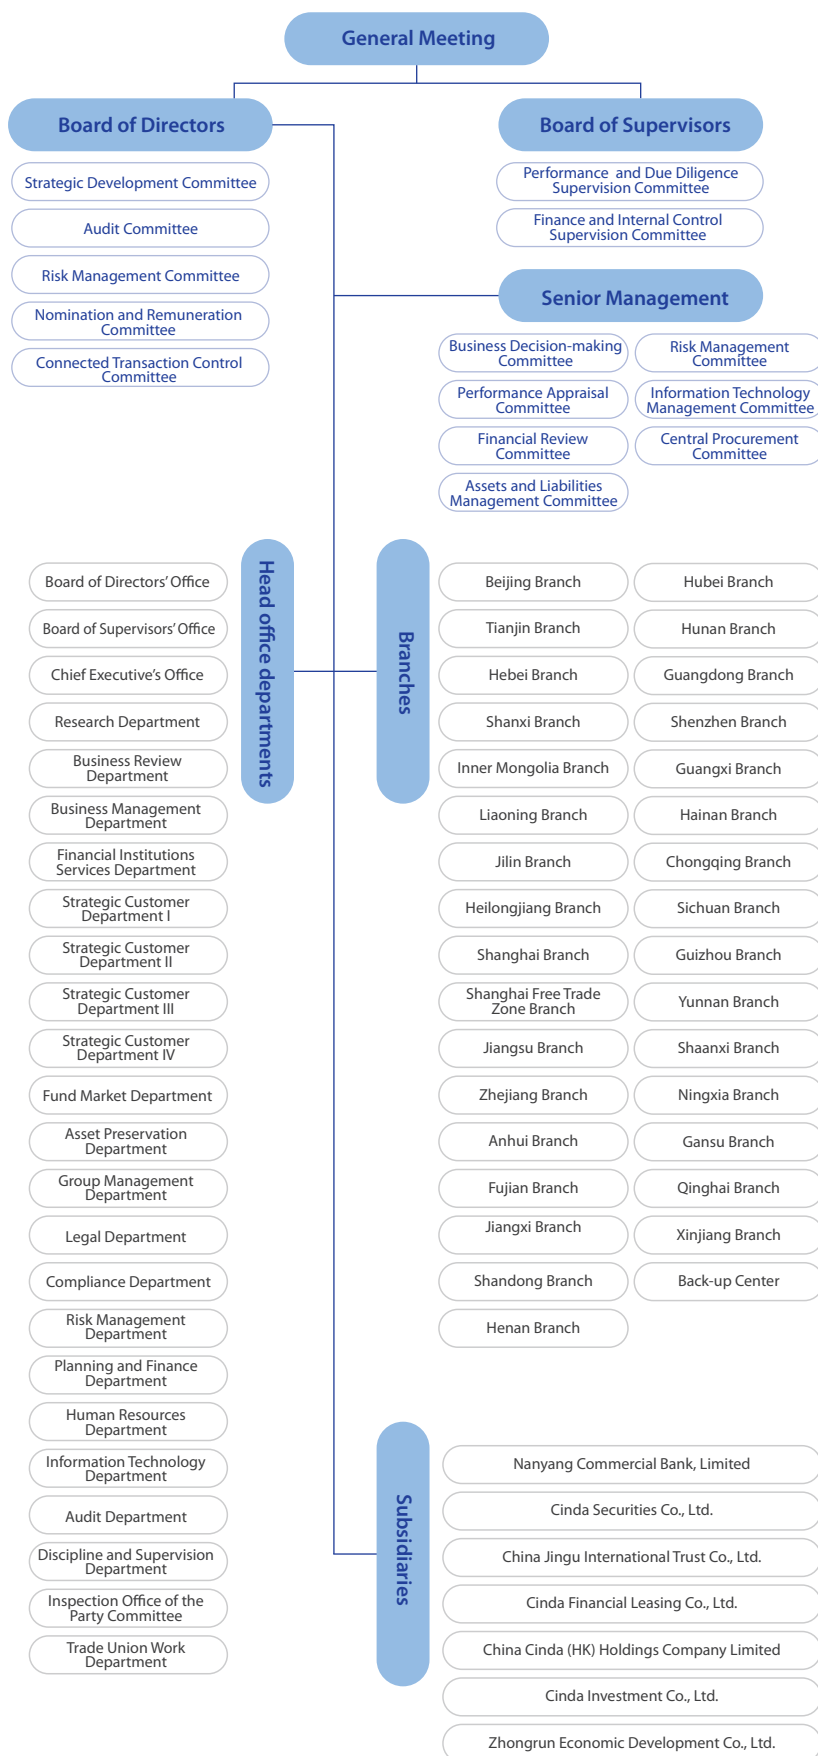 General Meeting
Board of Directors
Strategic Development Committee
Audit Committee
Risk Management Committee
Nomination and Remuneration
Committee
Connected Transaction Control
Committee
Board of Supervisors
Performance and Due Diligence
Supervision Committee
Finance and Internal Control
Supervision Committee
Senior Management
Business Decision-making
Committee
Risk Management
Committee
Performance Appraisal
Committee
Information Technology
Management Committee
Financial Review
Committee
Central Procurement
Committee
Assets and Liabilities
Management Committee
Head office departments
Board of Directors' Office
Board of Supervisors' Office
Chief Executive's Office
Research Department
Business Review
Department
Business Management
Department
Financial Institutions
Services Department
Strategic Customer
Department I
Strategic Customer
Department II
Strategic Customer
Department III
Strategic Customer
Department IV
Fund Market Department
Asset Preservation
Department
Group Management
Department
Legal Department
Compliance Department
Risk Management
Department
Planning and Finance
Department
Human Resources
Department
Information Technology
Department
Audit Department
Discipline and Supervision
Department
Inspection Office of the
Party Committee
Trade Union Work
Department
Branches
Beijing Branch
Tianjin Branch
Hebei Branch
Shanxi Branch
Inner Mongolia Branch
Liaoning Branch
Jilin Branch
Heilongjiang Branch
Shanghai Branch
Shanghai Free Trade
Zone Branch
Jiangsu Branch
Zhejiang Branch
Anhui Branch
Fujian Branch
Jiangxi Branch
Shandong Branch
Henan Branch
Hubei Branch
Hunan Branch
Guangdong Branch
Shenzhen Branch
Guangxi Branch
Hainan Branch
Chongqing Branch
Sichuan Branch
Guizhou Branch
Yunnan Branch
Shaanxi Branch
Ningxia Branch
Gansu Branch
Qinghai Branch
Xinjiang Branch
Back-up Center
Subsidiaries
Nanyang Commercial Bank, Limited
Cinda Securities Co., Ltd.
China Jingu International Trust Co., Ltd.
Cinda Financial Leasing Co., Ltd.
China Cinda (HK) Holdings Company Limited
Cinda Investment Co., Ltd.
Zhongrun Economic Development Co., Ltd.